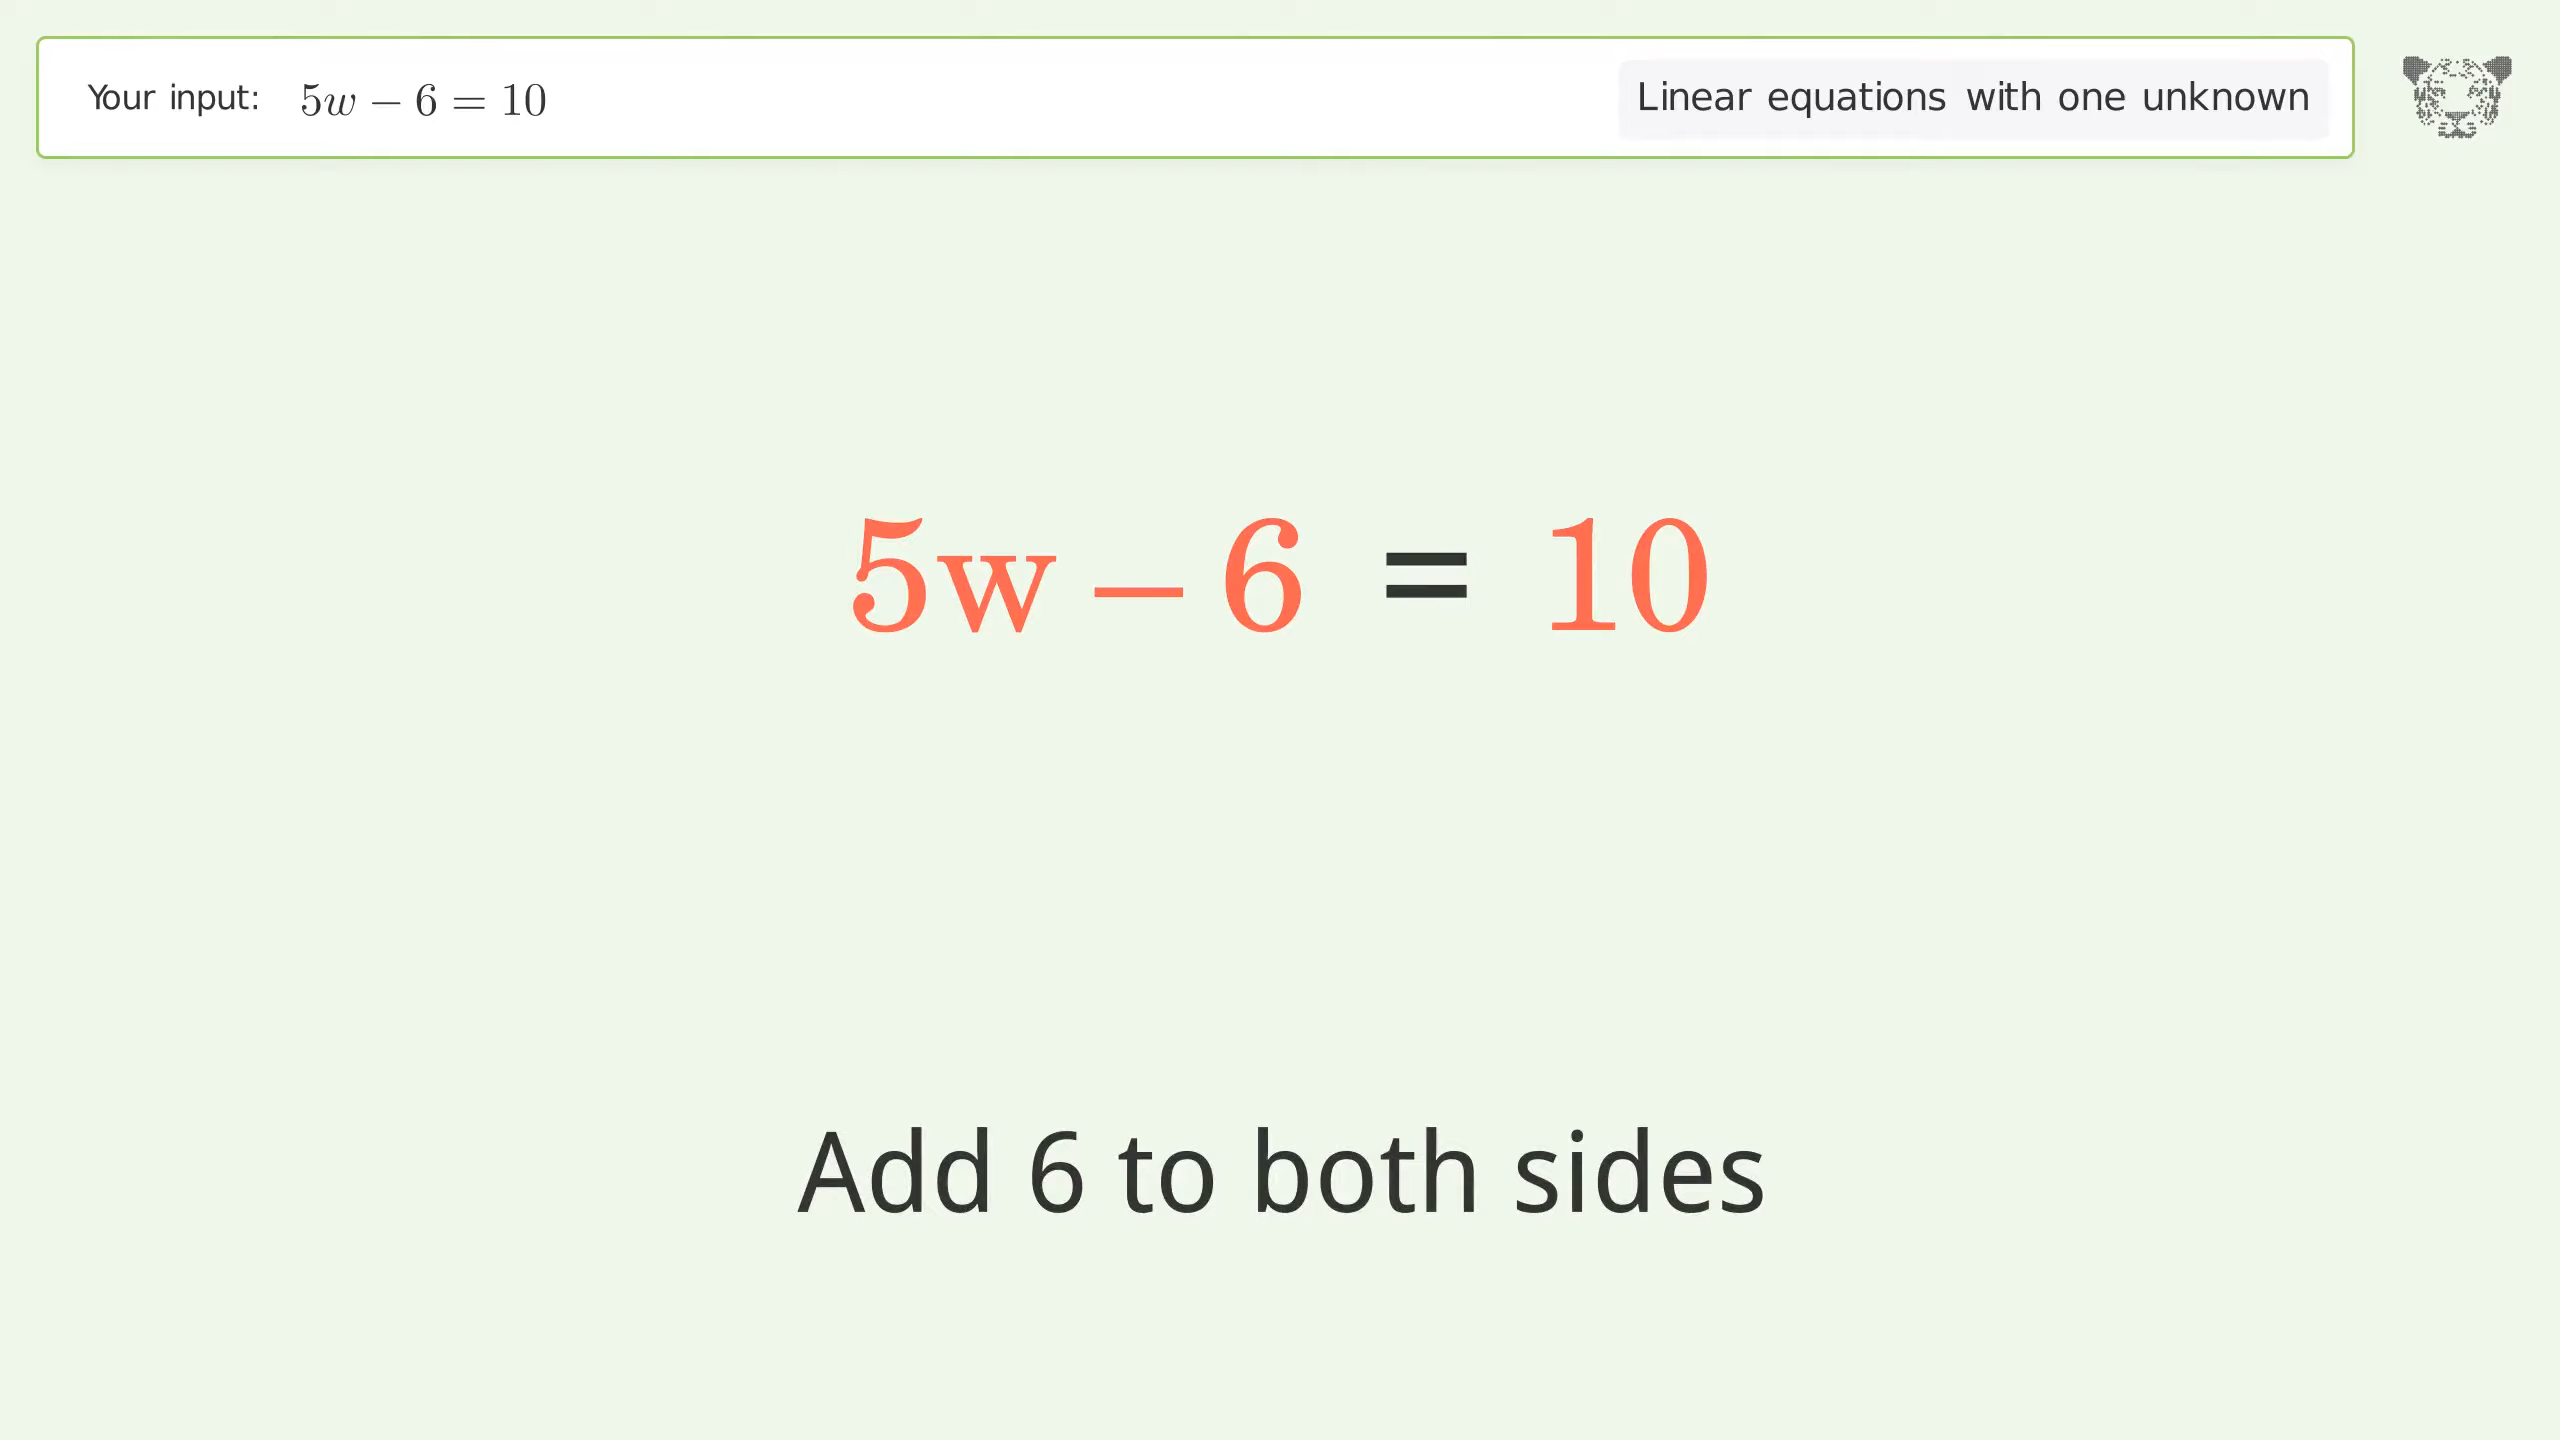 Your input: 5w − 6 = 10 Linear equations with one unknown
5w − 6 = 10
Add 6 to both sides